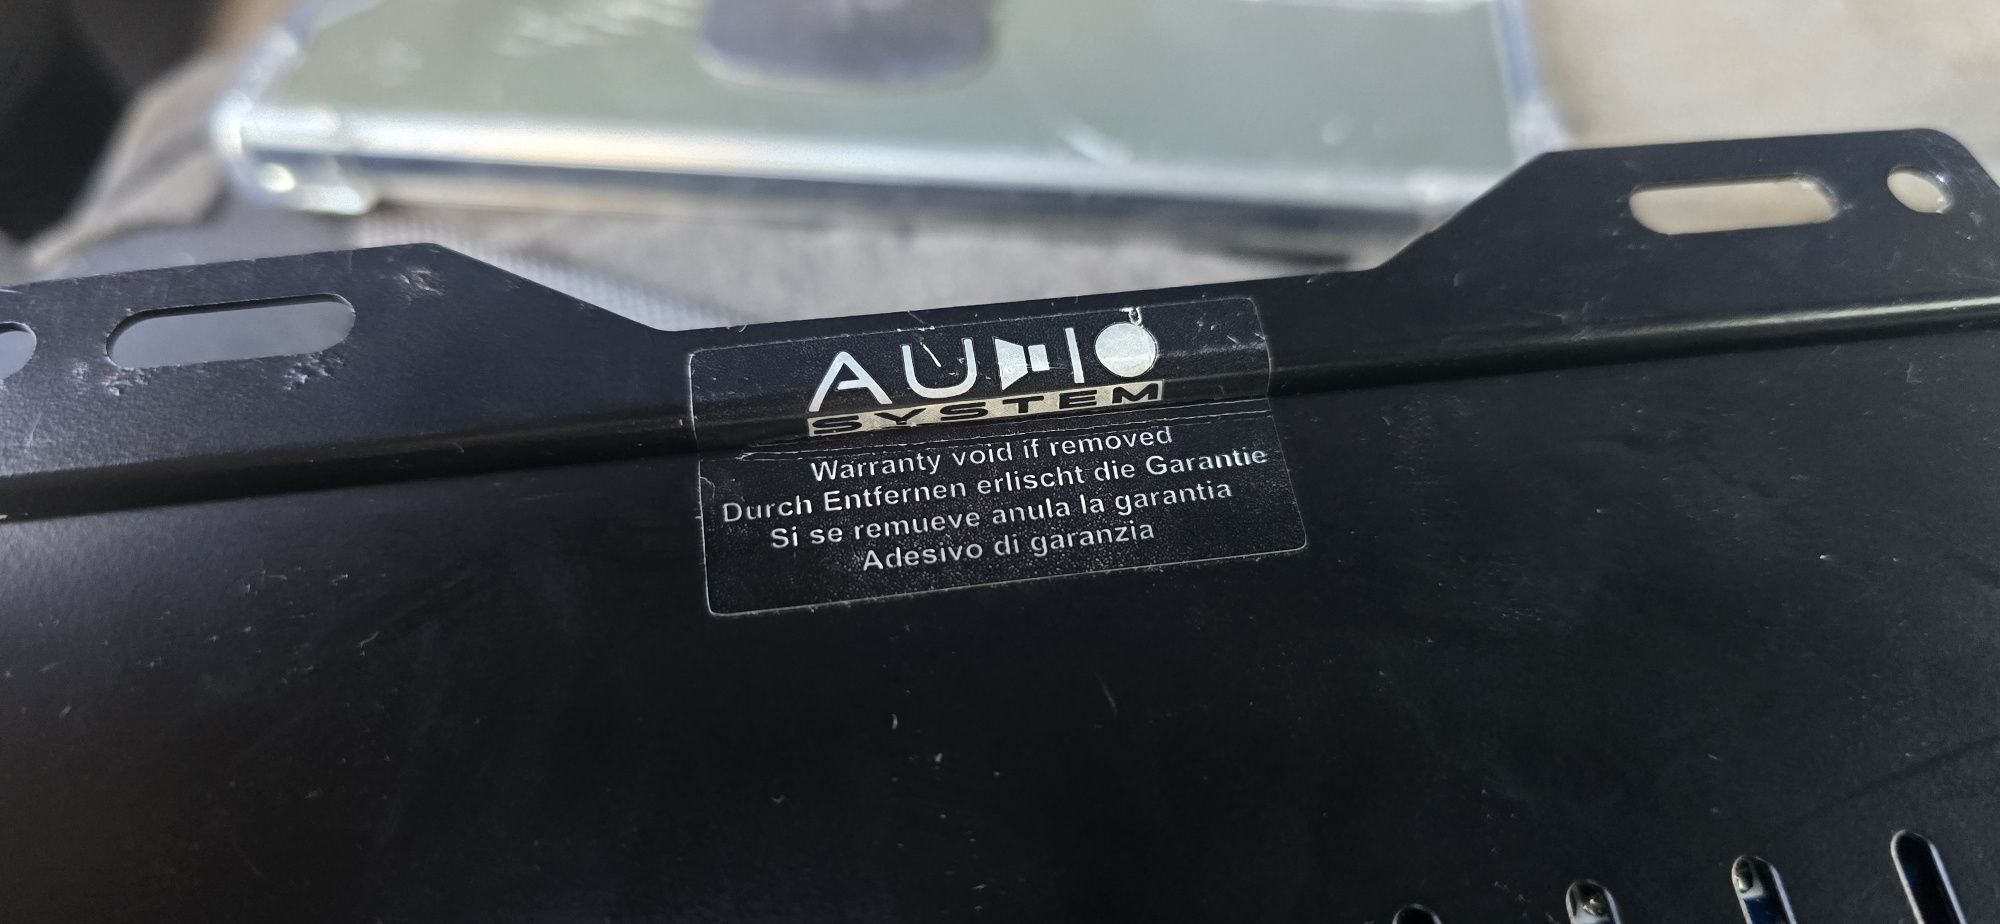 AUDIO
SYSTEM
Warranty void if removed
Durch Entfernen erlischt die Garantie
Si se remueve anula la garantia
Adesivo di garanzia